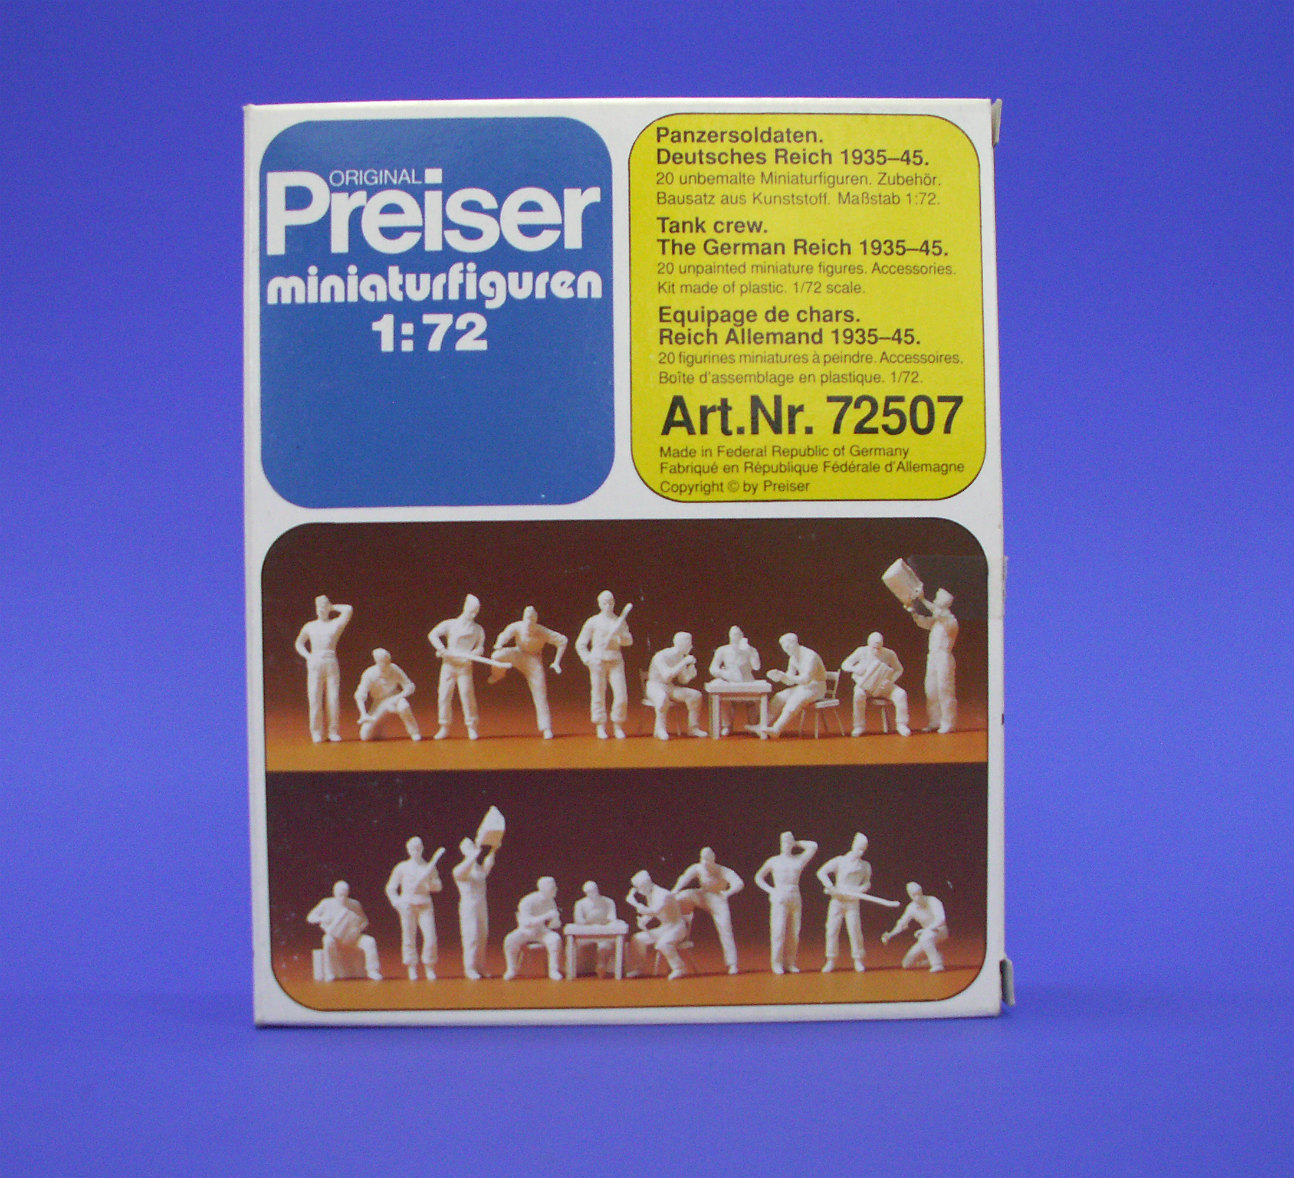 ORIGINAL
Preiser
miniaturfiguren
1:72
Panzersoldaten.
Deutsches Reich 1935–45.
20 unbemalte Miniaturfiguren. Zubehör.
Bausatz aus Kunststoff. Maßstab 1:72.
Tank crew.
The German Reich 1935–45.
20 unpainted miniature figures. Accessories.
Kit made of plastic. 1/72 scale.
Equipage de chars.
Reich Allemand 1935–45.
20 figurines miniatures à peindre. Accessoires.
Boîte d'assemblage en plastique. 1/72.
Art.Nr. 72507
Made in Federal Republic of Germany
Fabriqué en République Fédérale d'Allemagne
Copyright © by Preiser